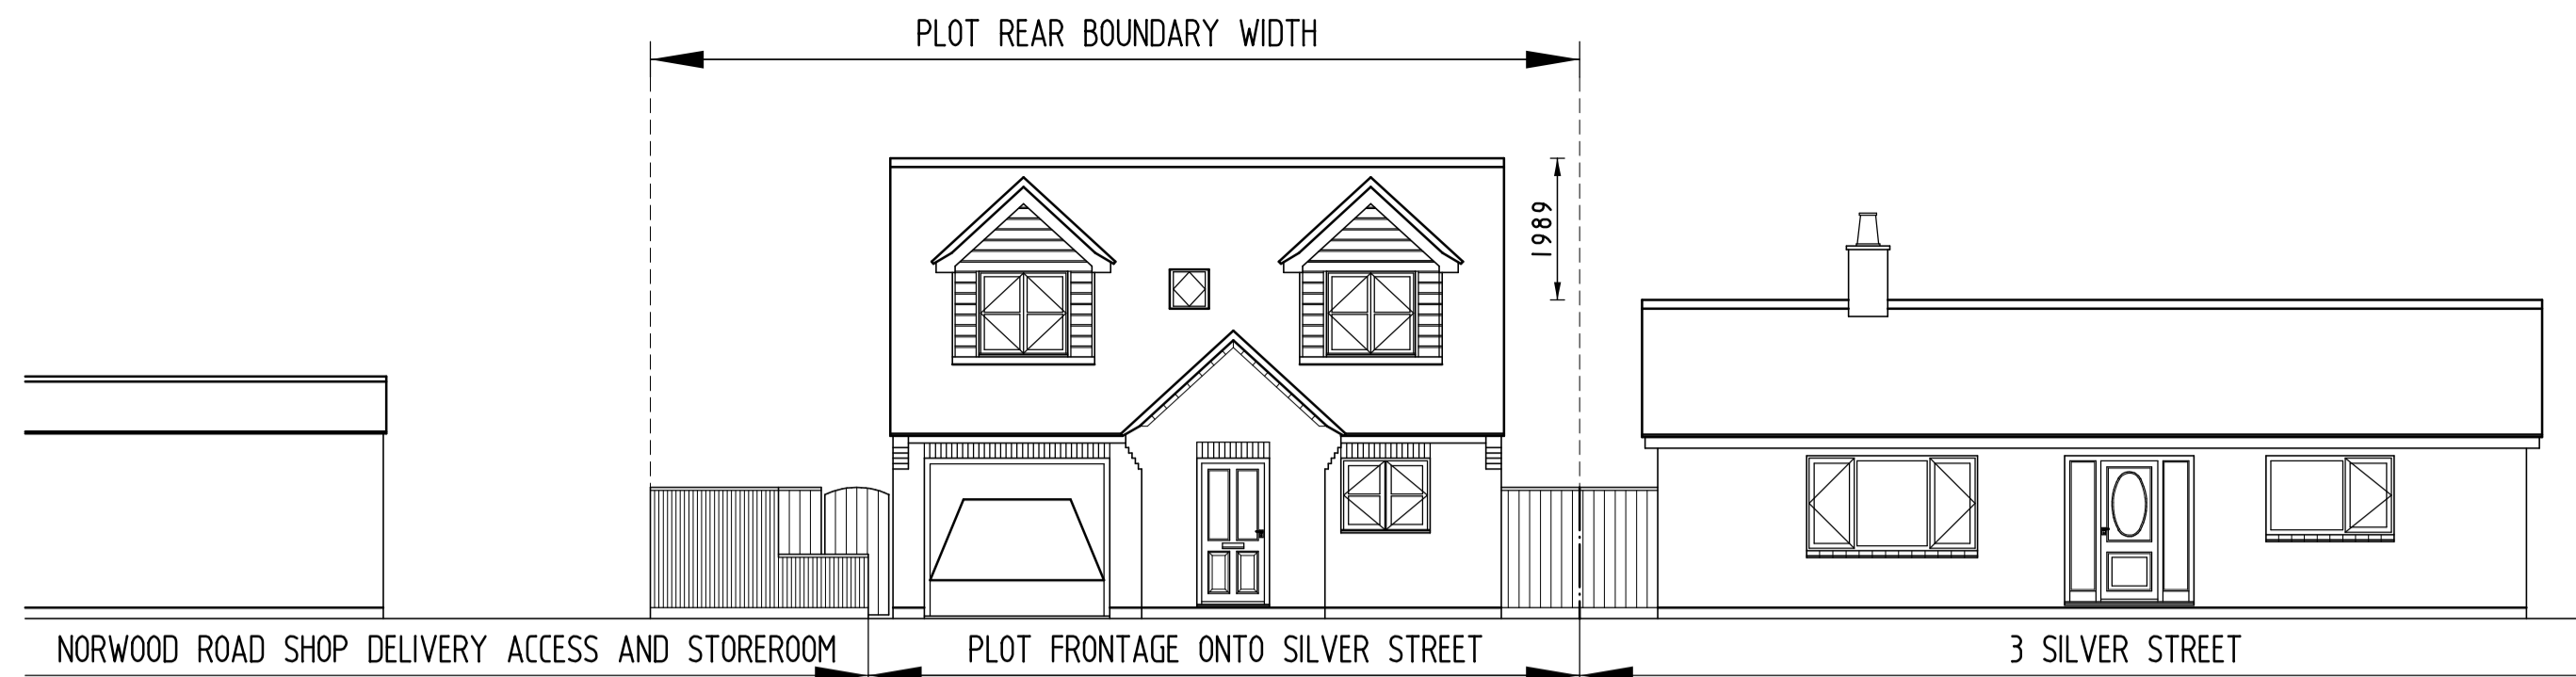 PLOT REAR BOUNDARY WIDTH
1989
NORWOOD ROAD SHOP DELIVERY ACCESS AND STOREROOM
PLOT FRONTAGE ONTO SILVER STREET
3 SILVER STREET